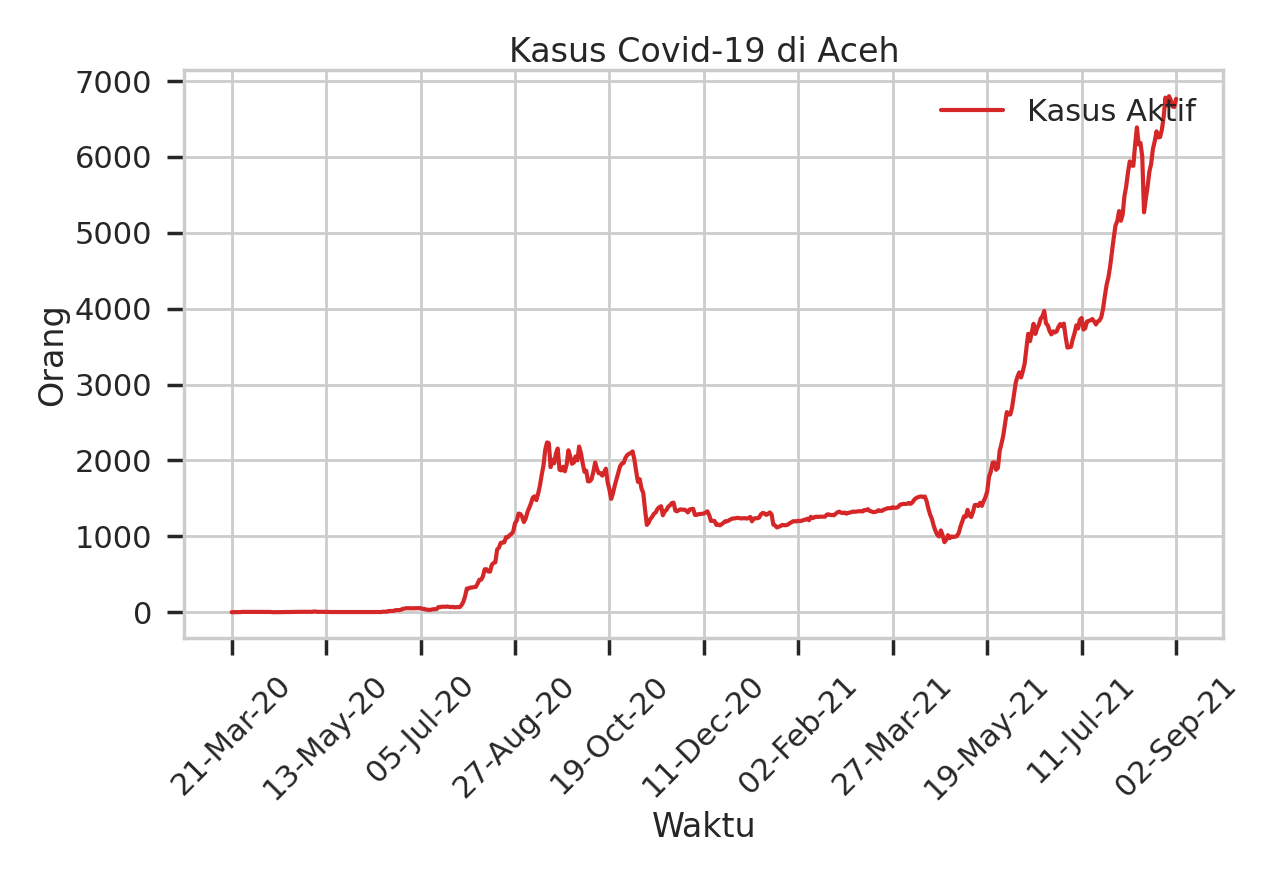 Kasus Covid-19 di Aceh
Kasus Aktif
7000
6000
5000
4000
3000
2000
1000
0
Orang
21-Mar-20
13-May-20
05-Jul-20
27-Aug-20
19-Oct-20
11-Dec-20
02-Feb-21
27-Mar-21
19-May-21
11-Jul-21
02-Sep-21
Waktu